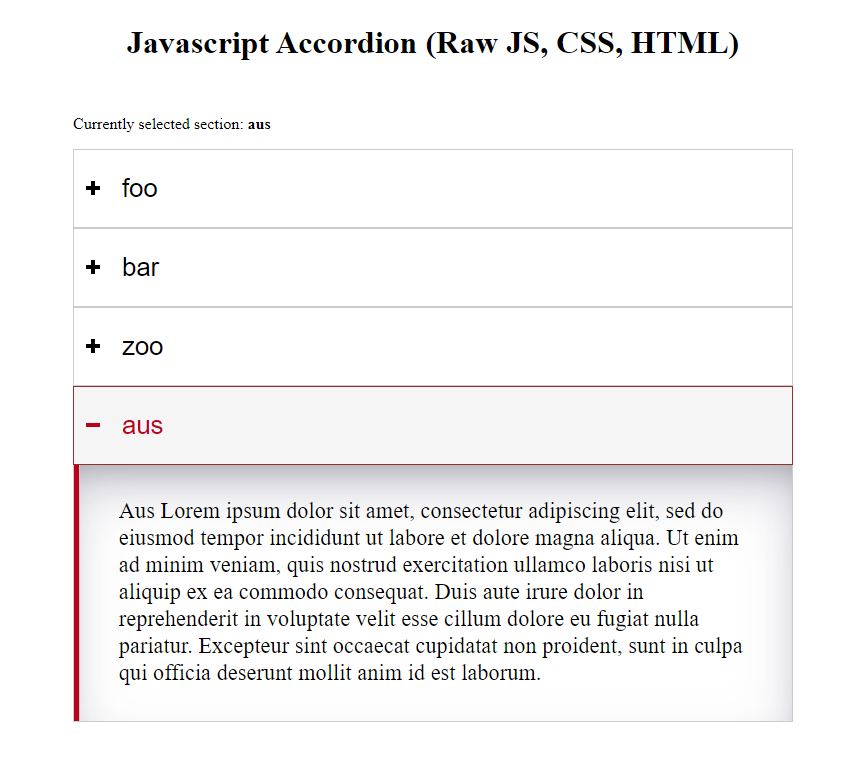 Javascript Accordion (Raw JS, CSS, HTML)
Currently selected section: aus
foo
bar
zoo
aus
Aus Lorem ipsum dolor sit amet, consectetur adipiscing elit, sed do
eiusmod tempor incididunt ut labore et dolore magna aliqua. Ut enim
ad minim veniam, quis nostrud exercitation ullamco laboris nisi ut
aliquip ex ea commodo consequat. Duis aute irure dolor in
reprehenderit in voluptate velit esse cillum dolore eu fugiat nulla
pariatur. Excepteur sint occaecat cupidatat non proident, sunt in culpa
qui officia deserunt mollit anim id est laborum.